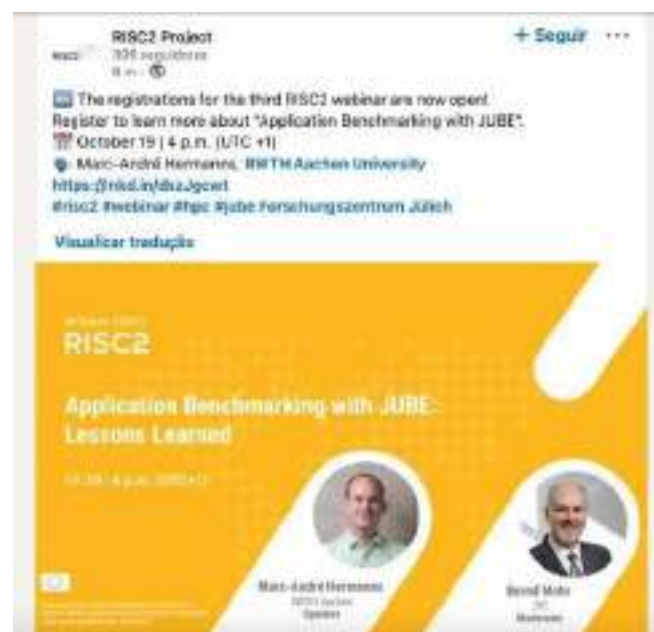 RISC2 Project
+ Seguir
The registrations for the third RISC2 webinar are now open!
Register to learn more about "Application Benchmarking with JUBE".
October 19 | 4 p.m. (UTC +1)
Marc-André Hermanns, RWTH Aachen University
#risc2 #webinar #hpc #jube Forschungszentrum Jülich
Visualizar tradução
RISC2
Application Benchmarking with JUBE:
Lessons Learned
Marc-André Hermanns
Speaker
Bernd Mohr
Moderator